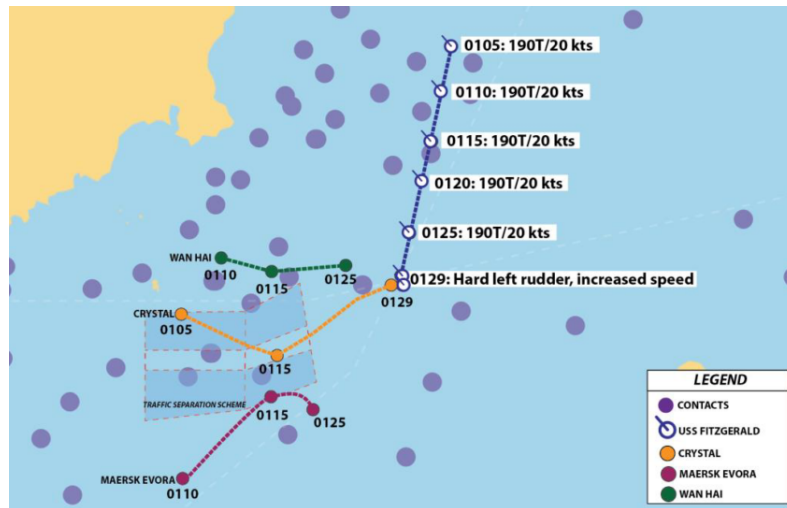 0105: 190T/20 kts
0110: 190T/20 kts
0115: 190T/20 kts
0120: 190T/20 kts
0125: 190T/20 kts
0129: Hard left rudder, increased speed
WAN HAI
0110
0115
0125
0129
CRYSTAL
0105
0115
TRAFFIC SEPARATION SCHEME
0115
0125
MAERSK EVORA
0110
LEGEND
CONTACTS
USS FITZGERALD
CRYSTAL
MAERSK EVORA
WAN HAI